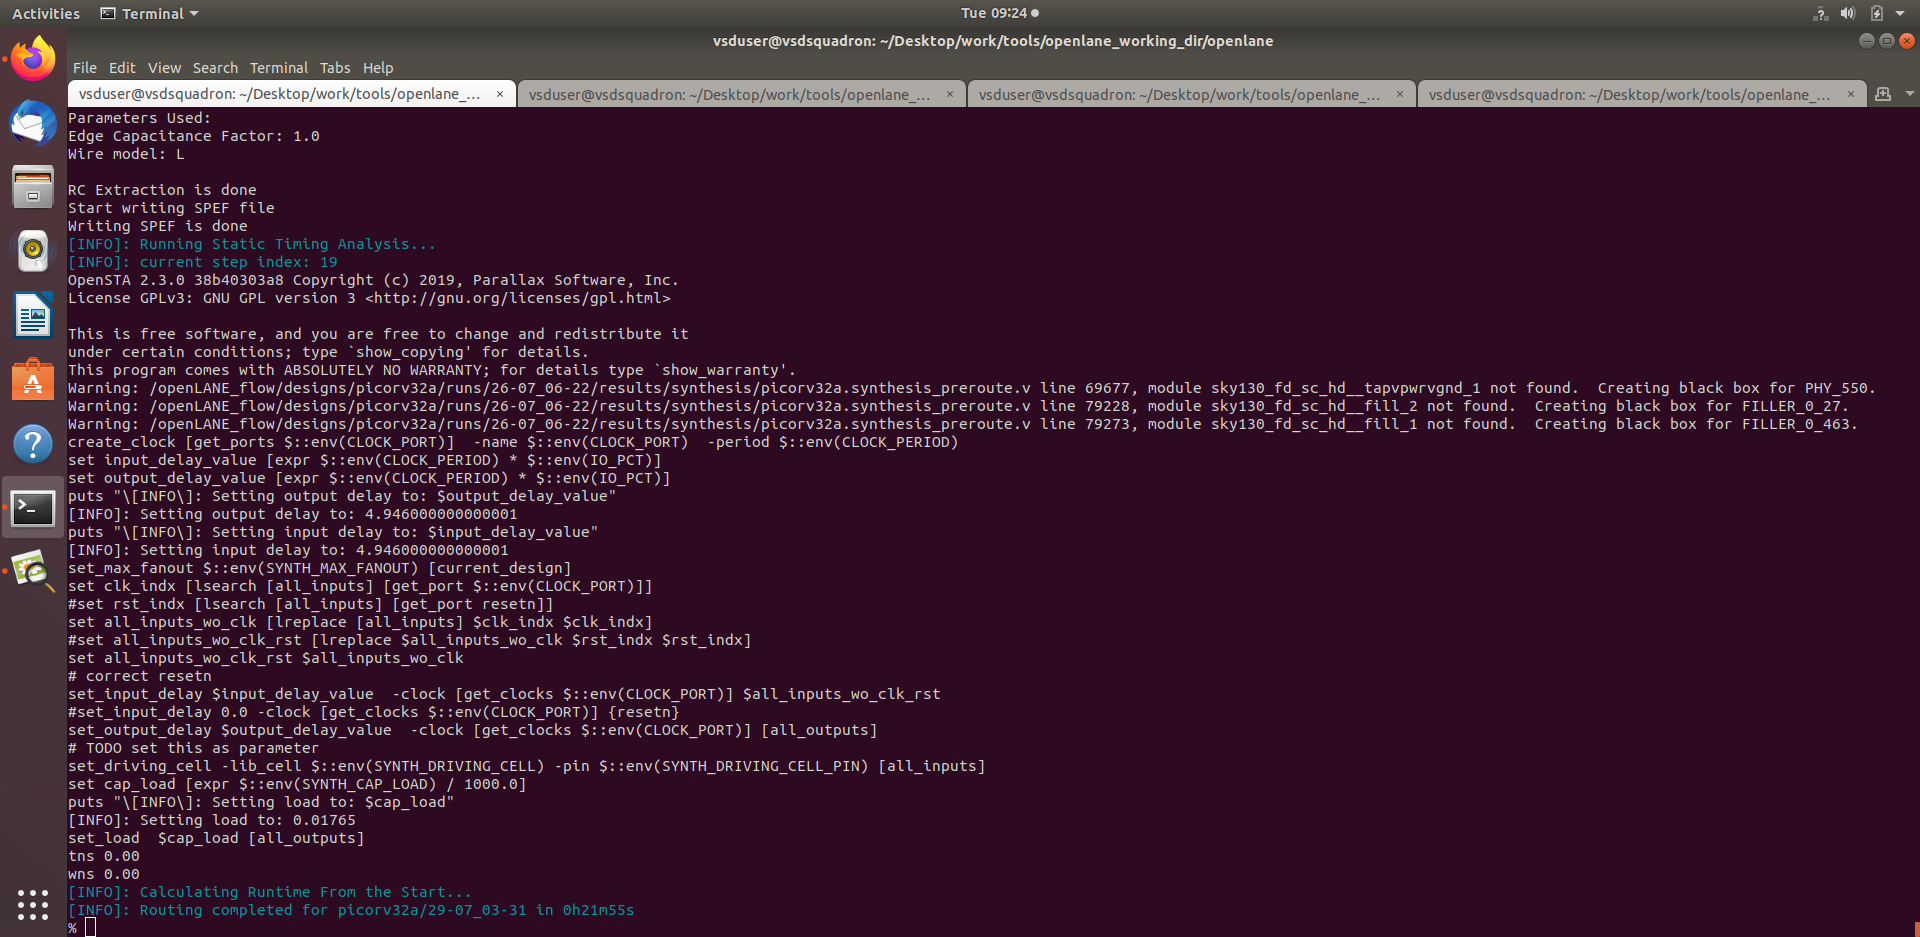 Activities Terminal Tue 09:24
vsduser@vsdsquadron: ~/Desktop/work/tools/openlane_working_dir/openlane
File Edit View Search Terminal Tabs Help
vsduser@vsdsquadron: ~/Desktop/work/tools/openlane_... × vsduser@vsdsquadron: ~/Desktop/work/tools/openlane_... × vsduser@vsdsquadron: ~/Desktop/work/tools/openlane_... × vsduser@vsdsquadron: ~/Desktop/work/tools/openlane_... ×
Parameters Used:
Edge Capacitance Factor: 1.0
Wire model: L
RC Extraction is done
Start writing SPEF file
Writing SPEF is done
[INFO]: Running Static Timing Analysis...
[INFO]: current step index: 19
OpenSTA 2.3.0 38b40303a8 Copyright (c) 2019, Parallax Software, Inc.
License GPLv3: GNU GPL version 3 <http://gnu.org/licenses/gpl.html>
This is free software, and you are free to change and redistribute it
under certain conditions; type `show_copying' for details.
This program comes with ABSOLUTELY NO WARRANTY; for details type `show_warranty'.
Warning: /openLANE_flow/designs/picorv32a/runs/26-07_06-22/results/synthesis/picorv32a.synthesis_preroute.v line 69677, module sky130_fd_sc_hd__tapvpwrvgnd_1 not found.  Creating black box for PHY_550.
Warning: /openLANE_flow/designs/picorv32a/runs/26-07_06-22/results/synthesis/picorv32a.synthesis_preroute.v line 79228, module sky130_fd_sc_hd__fill_2 not found.  Creating black box for FILLER_0_27.
Warning: /openLANE_flow/designs/picorv32a/runs/26-07_06-22/results/synthesis/picorv32a.synthesis_preroute.v line 79273, module sky130_fd_sc_hd__fill_1 not found.  Creating black box for FILLER_0_463.
create_clock [get_ports $::env(CLOCK_PORT)]  -name $::env(CLOCK_PORT)  -period $::env(CLOCK_PERIOD)
set input_delay_value [expr $::env(CLOCK_PERIOD) * $::env(IO_PCT)]
set output_delay_value [expr $::env(CLOCK_PERIOD) * $::env(IO_PCT)]
puts "\[INFO\]: Setting output delay to: $output_delay_value"
[INFO]: Setting output delay to: 4.946000000000001
puts "\[INFO\]: Setting input delay to: $input_delay_value"
[INFO]: Setting input delay to: 4.946000000000001
set_max_fanout $::env(SYNTH_MAX_FANOUT) [current_design]
set clk_indx [lsearch [all_inputs] [get_port $::env(CLOCK_PORT)]]
#set rst_indx [lsearch [all_inputs] [get_port resetn]]
set all_inputs_wo_clk [lreplace [all_inputs] $clk_indx $clk_indx]
#set all_inputs_wo_clk_rst [lreplace $all_inputs_wo_clk $rst_indx $rst_indx]
set all_inputs_wo_clk_rst $all_inputs_wo_clk
# correct resetn
set_input_delay $input_delay_value  -clock [get_clocks $::env(CLOCK_PORT)] $all_inputs_wo_clk_rst
#set_input_delay 0.0 -clock [get_clocks $::env(CLOCK_PORT)] {resetn}
set_output_delay $output_delay_value  -clock [get_clocks $::env(CLOCK_PORT)] [all_outputs]
# TODO set this as parameter
set_driving_cell -lib_cell $::env(SYNTH_DRIVING_CELL) -pin $::env(SYNTH_DRIVING_CELL_PIN) [all_inputs]
set cap_load [expr $::env(SYNTH_CAP_LOAD) / 1000.0]
puts "\[INFO\]: Setting load to: $cap_load"
[INFO]: Setting load to: 0.01765
set_load  $cap_load [all_outputs]
tns 0.00
wns 0.00
[INFO]: Calculating Runtime From the Start...
[INFO]: Routing completed for picorv32a/29-07_03-31 in 0h21m55s
%